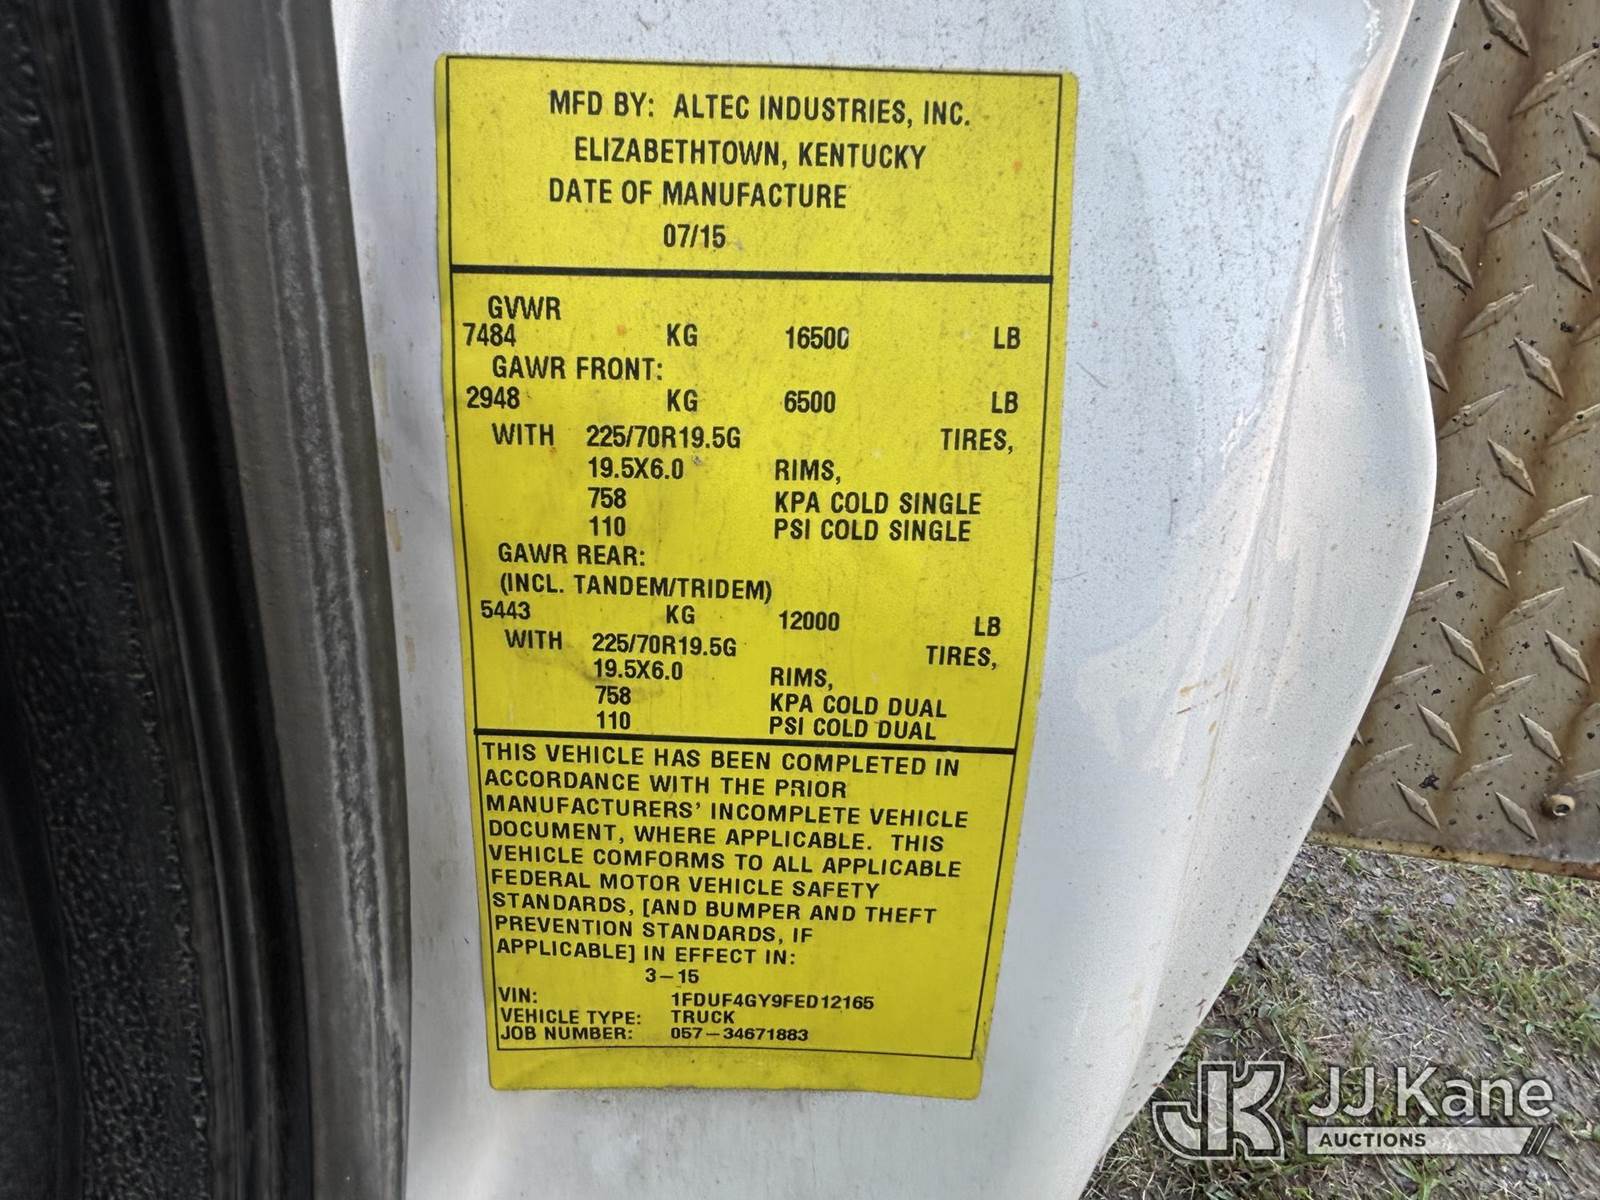 MFD BY: ALTEC INDUSTRIES, INC.
ELIZABETHTOWN, KENTUCKY
DATE OF MANUFACTURE
07/15
GVWR
7484 KG 16500 LB
GAWR FRONT:
2948 KG 6500 LB
WITH 225/70R19.5G TIRES,
19.5X6.0 RIMS,
758 KPA COLD SINGLE
110 PSI COLD SINGLE
GAWR REAR:
(INCL. TANDEM/TRIDEM)
5443 KG 12000 LB
WITH 225/70R19.5G TIRES,
19.5X6.0 RIMS,
758 KPA COLD DUAL
110 PSI COLD DUAL
THIS VEHICLE HAS BEEN COMPLETED IN
ACCORDANCE WITH THE PRIOR
MANUFACTURERS' INCOMPLETE VEHICLE
DOCUMENT, WHERE APPLICABLE. THIS
VEHICLE COMFORMS TO ALL APPLICABLE
FEDERAL MOTOR VEHICLE SAFETY
STANDARDS, [AND BUMPER AND THEFT
PREVENTION STANDARDS, IF
APPLICABLE] IN EFFECT IN:
3-15
VIN: 1FDUF4GY9FED12165
VEHICLE TYPE: TRUCK
JOB NUMBER: 057-34671883
JK JJ Kane
AUCTIONS